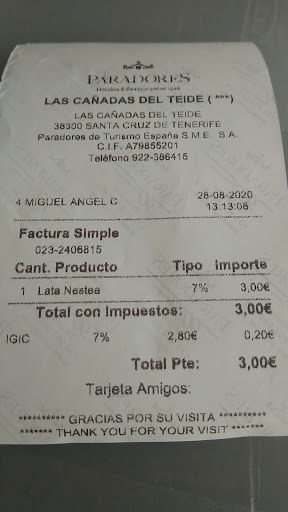 PARADORES
LAS CAÑADAS DEL TEIDE (***)
LAS CAÑADAS DEL TEIDE
38300 SANTA CRUZ DE TENERIFE
Paradores de Turismo España S.M.E. S.A.
C.I.F. A79855201
Teléfono 922-386415
4 MIGUEL ANGEL C 28-08-2020
13:13:06
Factura Simple
023-2406815
Cant. Producto Tipo Importe
1 Lata Nestea 7% 3,00€
Total con Impuestos: 3,00€
IGIC 7% 2,80€ 0,20€
Total Pte: 3,00€
Tarjeta Amigos:
********** GRACIAS POR SU VISITA **********
******* THANK YOU FOR YOUR VISIT *******